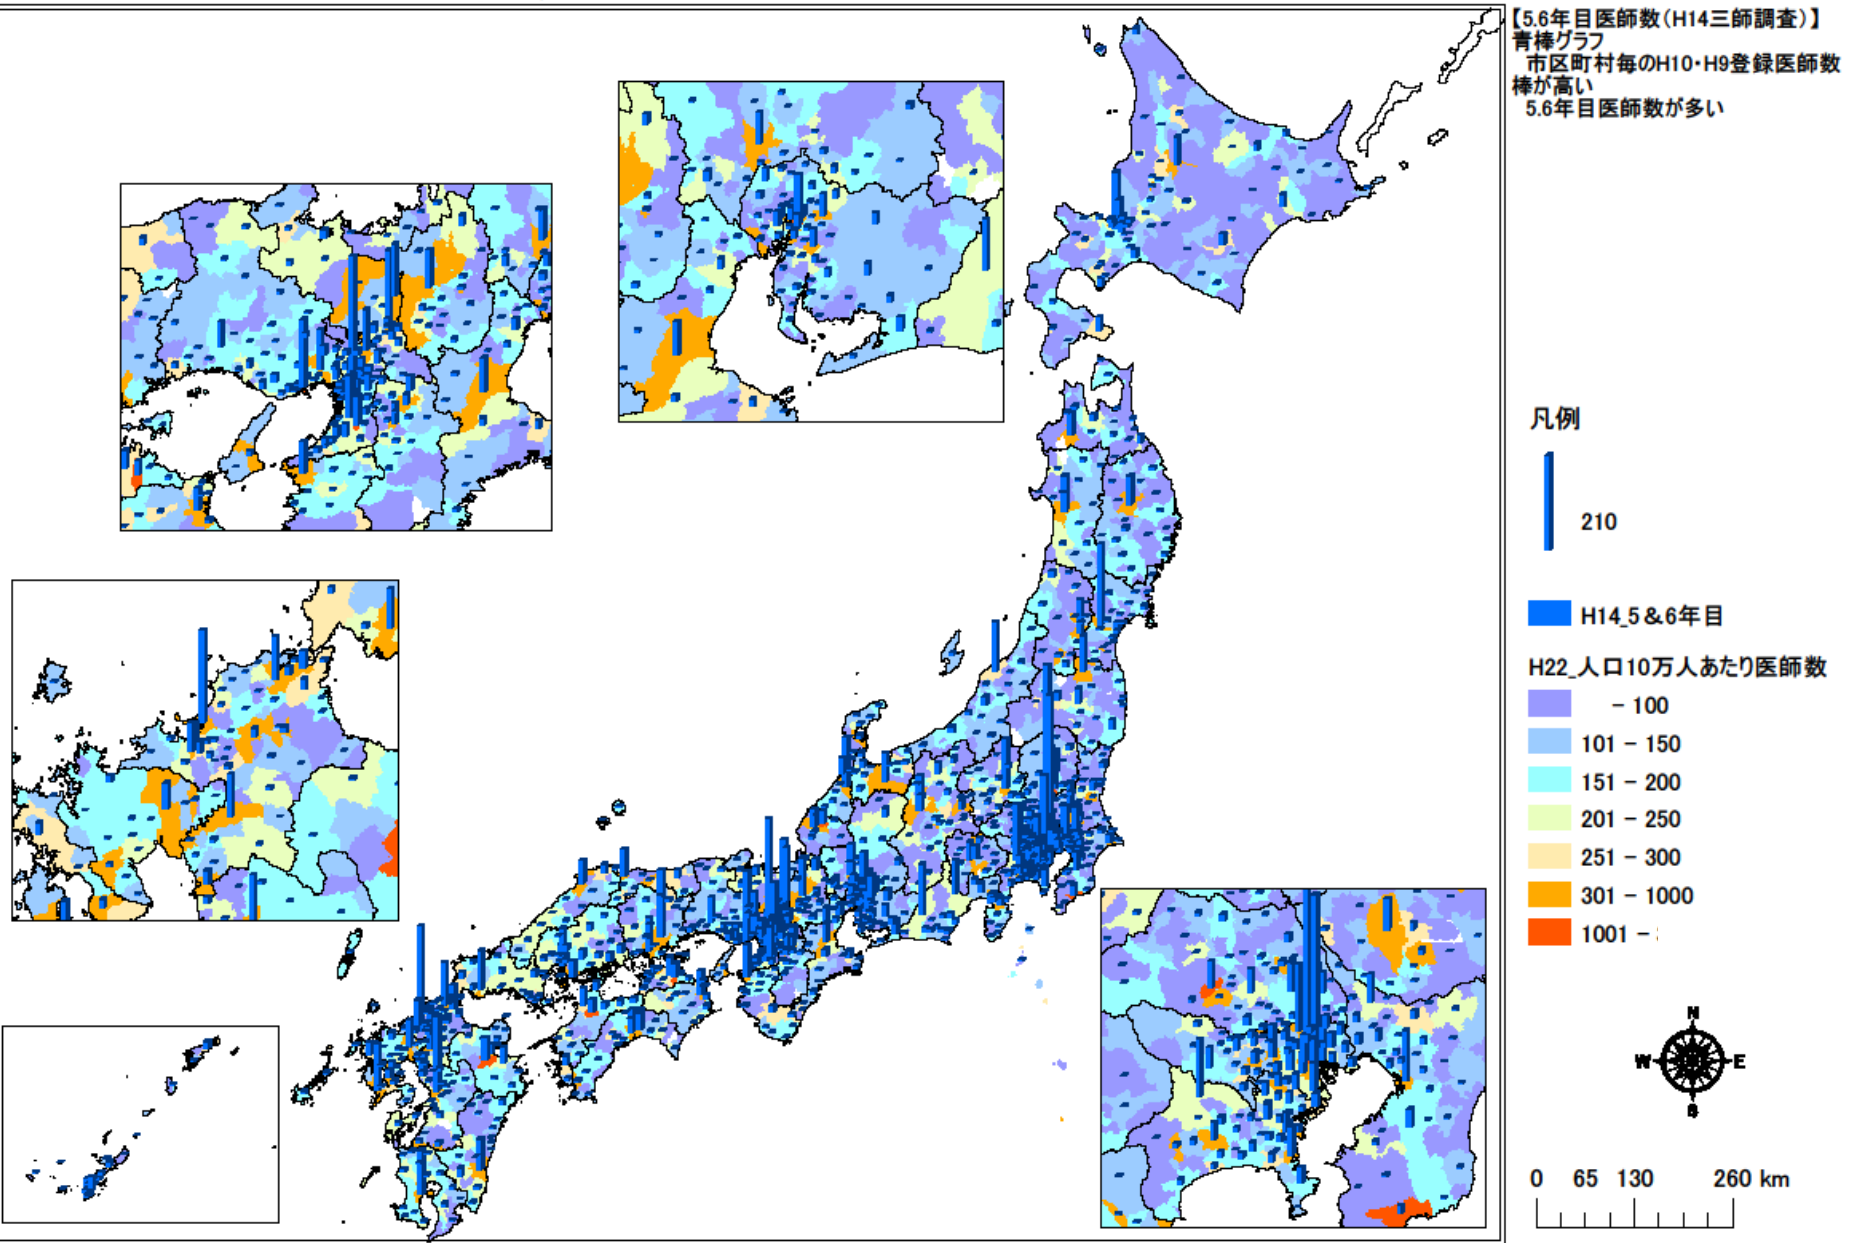 【5.6年目医師数(H14三師調査)】
青棒グラフ
市区町村毎のH10・H9登録医師数
棒が高い
5.6年目医師数が多い
凡例
210
H14_5&6年目
H22_人口10万人あたり医師数
- 100
101 - 150
151 - 200
201 - 250
251 - 300
301 - 1000
1001 -
N
W E
S
0 65 130 260 km